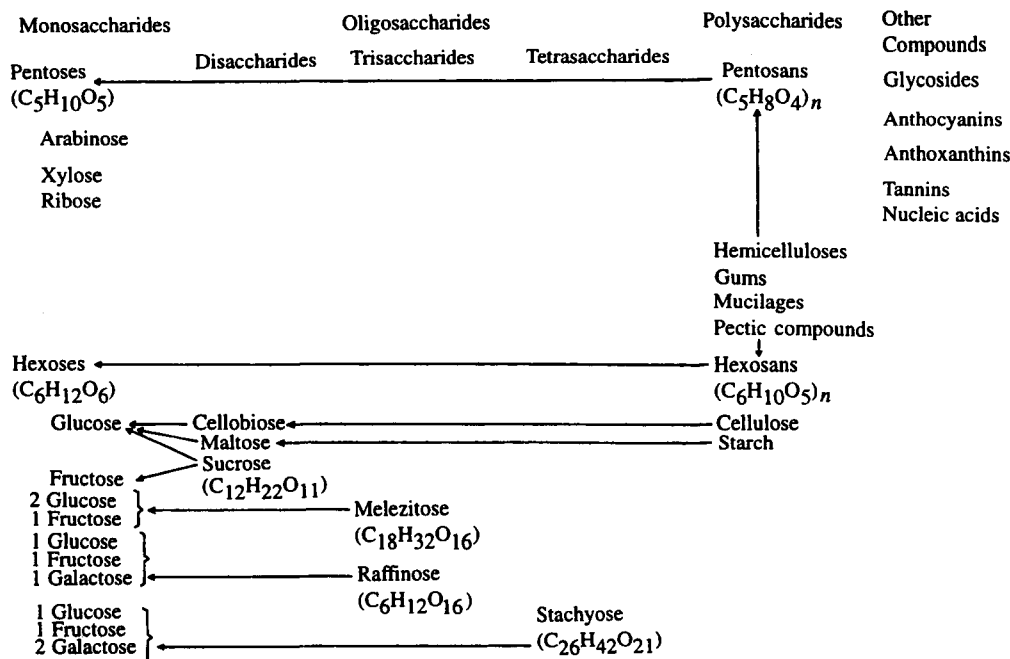 Monosaccharides
Oligosaccharides
Polysaccharides
Other
Compounds
Disaccharides
Trisaccharides
Tetrasaccharides
Pentoses
(C5H10O5)
Pentosans
(C5H8O4)n
Glycosides
Arabinose
Anthocyanins
Xylose
Anthoxanthins
Ribose
Tannins
Nucleic acids
Hemicelluloses
Gums
Mucilages
Pectic compounds
Hexoses
(C6H12O6)
Hexosans
(C6H10O5)n
Glucose
Cellobiose
Cellulose
Maltose
Starch
Sucrose
Fructose
(C12H22O11)
2 Glucose
1 Fructose
Melezitose
(C18H32O16)
1 Glucose
1 Fructose
1 Galactose
Raffinose
(C6H12O16)
1 Glucose
1 Fructose
2 Galactose
Stachyose
(C26H42O21)